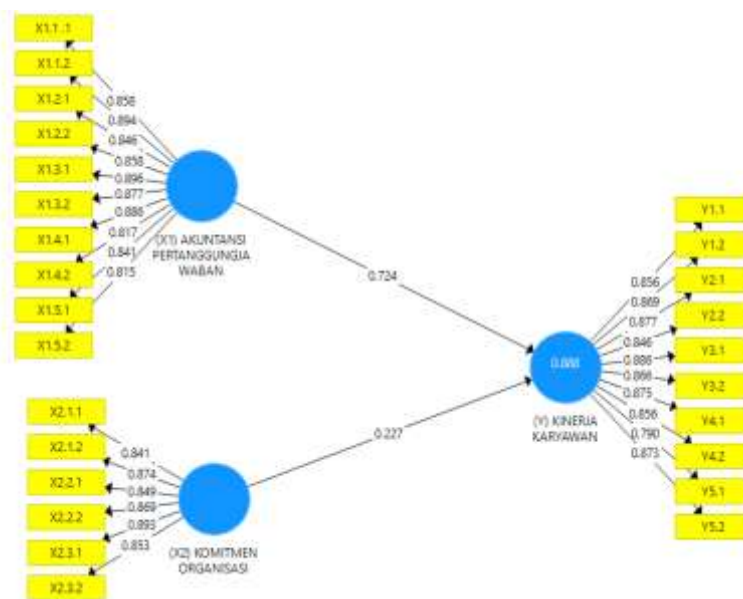 X1.1 .1
X1.1.2
X1.2.1
X1.2.2
X1.3.1
X1.3.2
X1.4.1
X1.4.2
X1.5.1
X1.5.2
0.858
0.894
0.846
0.858
0.896
0.877
0.888
0.817
0.841
0.815
(X1) AKUNTANSI
PERTANGGUNGJA
WABAN
0.724
X2.1.1
X2.1.2
X2.2.1
X2.2.2
X2.3.1
X2.3.2
0.841
0.874
0.849
0.869
0.893
0.853
(X2) KOMITMEN
ORGANISASI
0.227
0.888
(Y) KINERJA
KARYAWAN
0.856
0.869
0.877
0.846
0.886
0.866
0.875
0.856
0.790
0.873
Y1.1
Y1.2
Y2.1
Y2.2
Y3.1
Y3.2
Y4.1
Y4.2
Y5.1
Y5.2